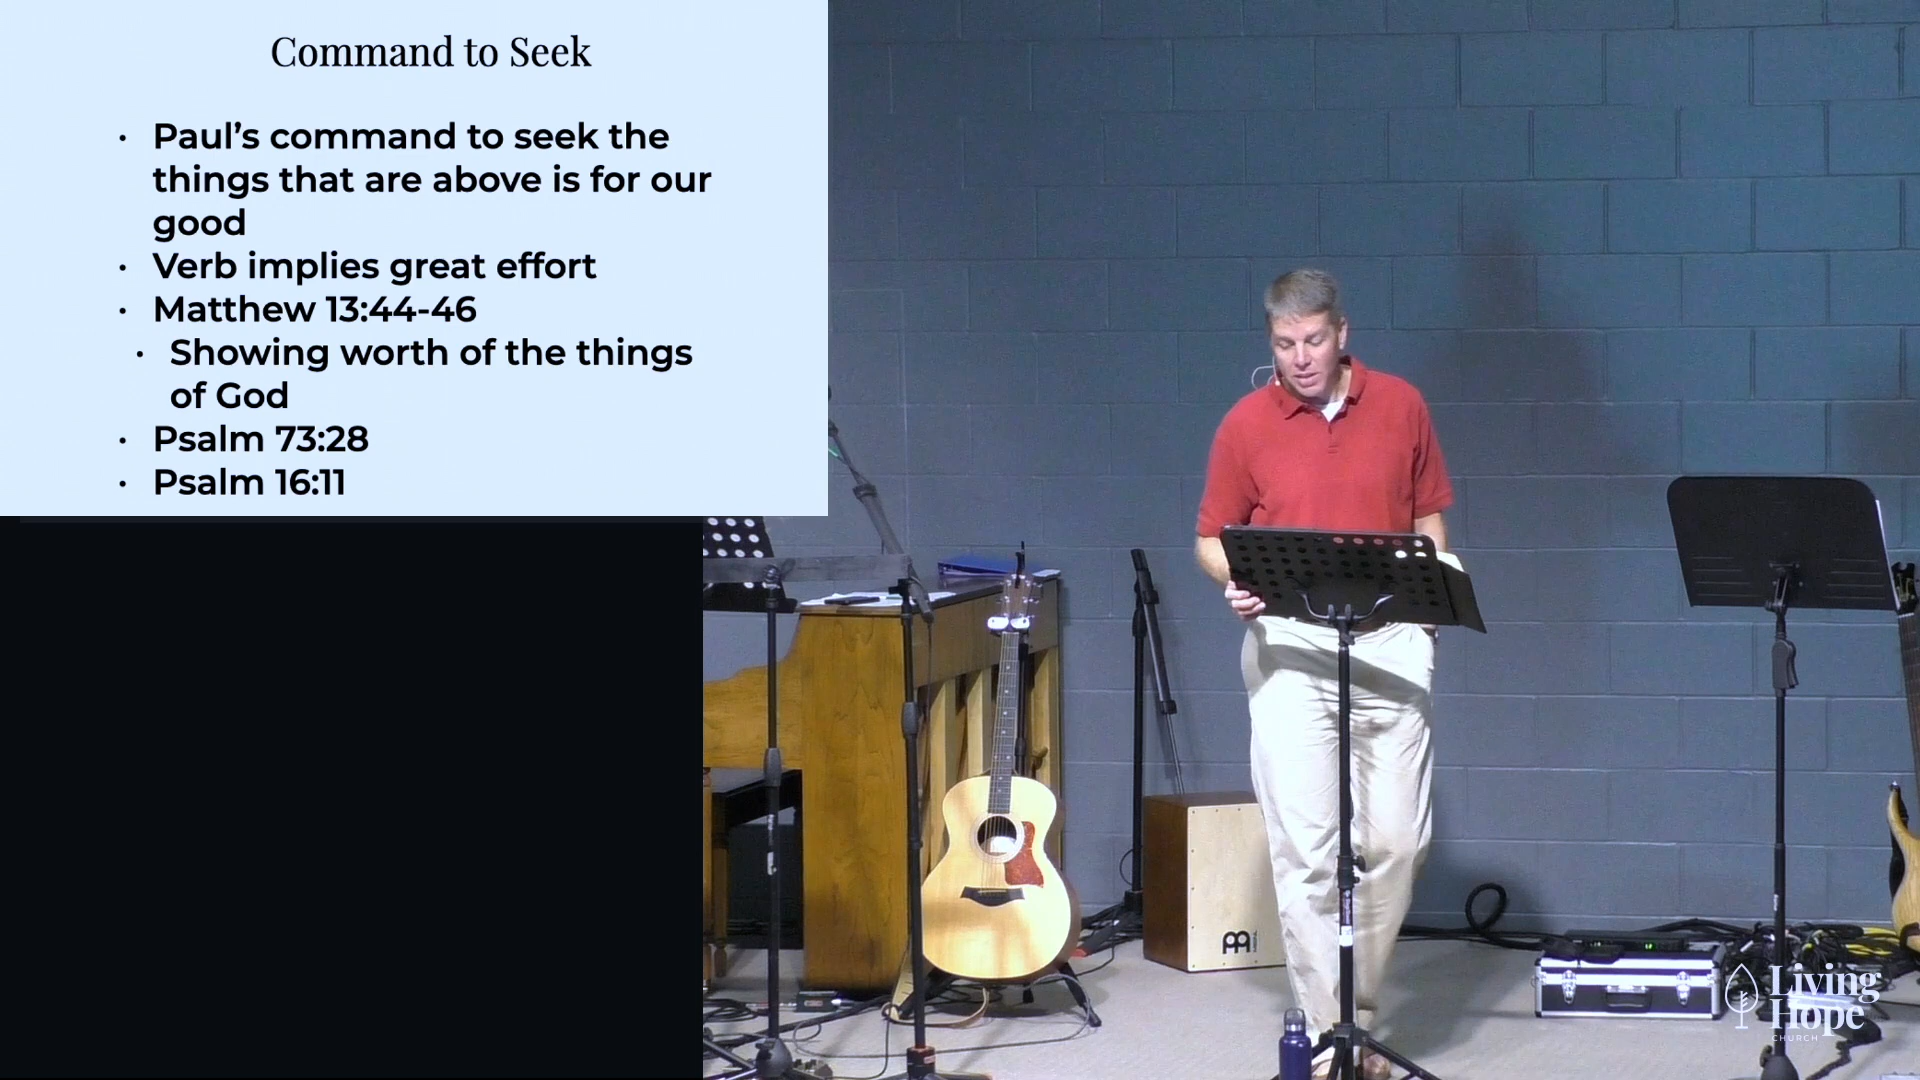 Command to Seek
• Paul’s command to seek the
things that are above is for our
good
• Verb implies great effort
• Matthew 13:44-46
• Showing worth of the things
of God
• Psalm 73:28
• Psalm 16:11
Living
Hope
CHURCH